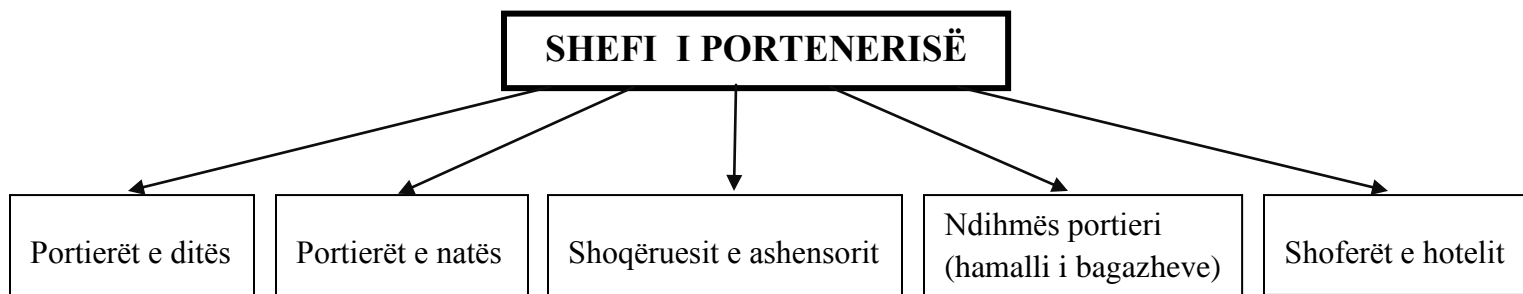 SHEFI I PORTENERISË
Portierët e ditës
Portierët e natës
Shoqëruesit e ashensorit
Ndihmës portieri
(hamalli i bagazheve)
Shoferët e hotelit